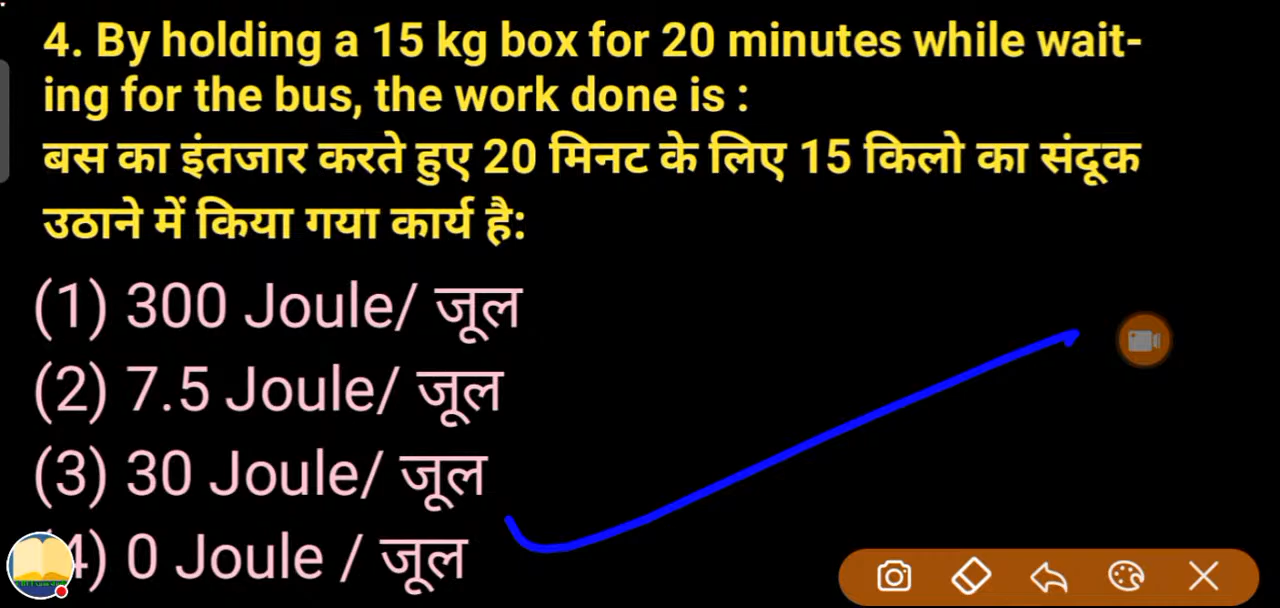 4. By holding a 15 kg box for 20 minutes while wait-
ing for the bus, the work done is :
बस का इंतजार करते हुए 20 मिनट के लिए 15 किलो का संदूक
उठाने में किया गया कार्य है:
(1) 300 Joule/ जूल
(2) 7.5 Joule/ जूल
(3) 30 Joule/ जूल
4) 0 Joule / जूल